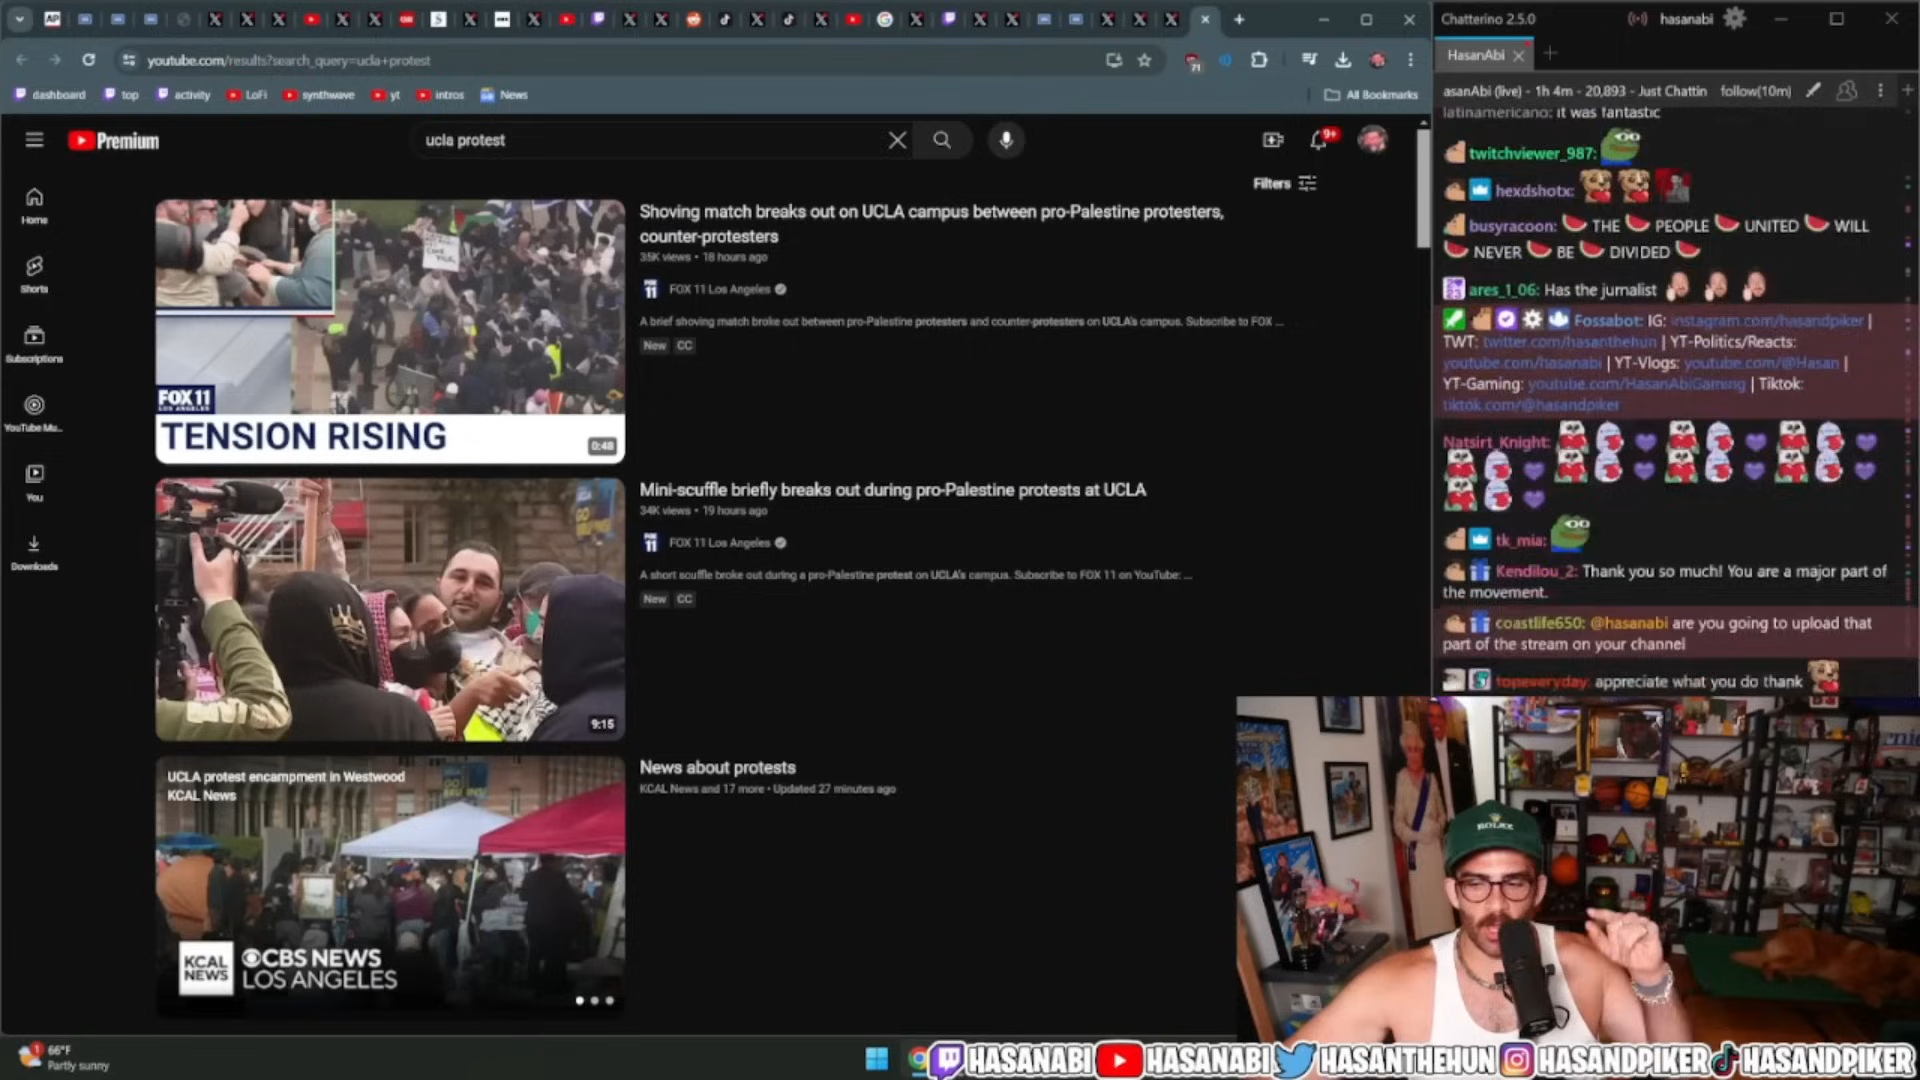 Chatterino 2.5.0
hasanabi
HasanAbi
youtube.com/results?search_query=ucla+protest
71
dashboard
top
activity
LoFi
synthwave
yt
intros
News
All Bookmarks
asanAbi (live) - 1h 4m - 20,893 - Just Chattin
follow(10m)
Premium
ucla protest
9+
Filters
Home
Shorts
Subscriptions
YouTube Mu...
You
Downloads
FOX 11
LOS ANGELES
TENSION RISING
0:48
Shoving match breaks out on UCLA campus between pro-Palestine protesters,
counter-protesters
35K views • 18 hours ago
FOX 11 Los Angeles
A brief shoving match broke out between pro-Palestine protesters and counter-protesters on UCLA's campus. Subscribe to FOX ...
New
CC
9:15
Mini-scuffle briefly breaks out during pro-Palestine protests at UCLA
34K views • 19 hours ago
FOX 11 Los Angeles
A short scuffle broke out during a pro-Palestine protest on UCLA's campus. Subscribe to FOX 11 on YouTube: ...
New
CC
UCLA protest encampment in Westwood
KCAL News
KCAL NEWS
CBS NEWS
LOS ANGELES
News about protests
KCAL News and 17 more • Updated 27 minutes ago
latinamericano: it was fantastic
twitchviewer_987:
hexdshotx:
busyracoon: THE PEOPLE UNITED WILL
NEVER BE DIVIDED
ares_1_06: Has the jurnalist
Fossabot: IG: instagram.com/hasandpiker |
TWT: twitter.com/hasanthehun | YT-Politics/Reacts:
youtube.com/hasanabi | YT-Vlogs: youtube.com/@Hasan |
YT-Gaming: youtube.com/HasanAbiGaming | Tiktok:
tiktok.com/@hasandpiker
Natsirt_Knight:
tk_mia:
Kendilou_2: Thank you so much! You are a major part of
the movement.
coastlife650: @hasanabi are you going to upload that
part of the stream on your channel
topeveryday: appreciate what you do thank
ROLEX
1
66°F
Partly sunny
HASANABI
HASANABI
HASANTHEHUN
HASANDPIKER
HASANDPIKER